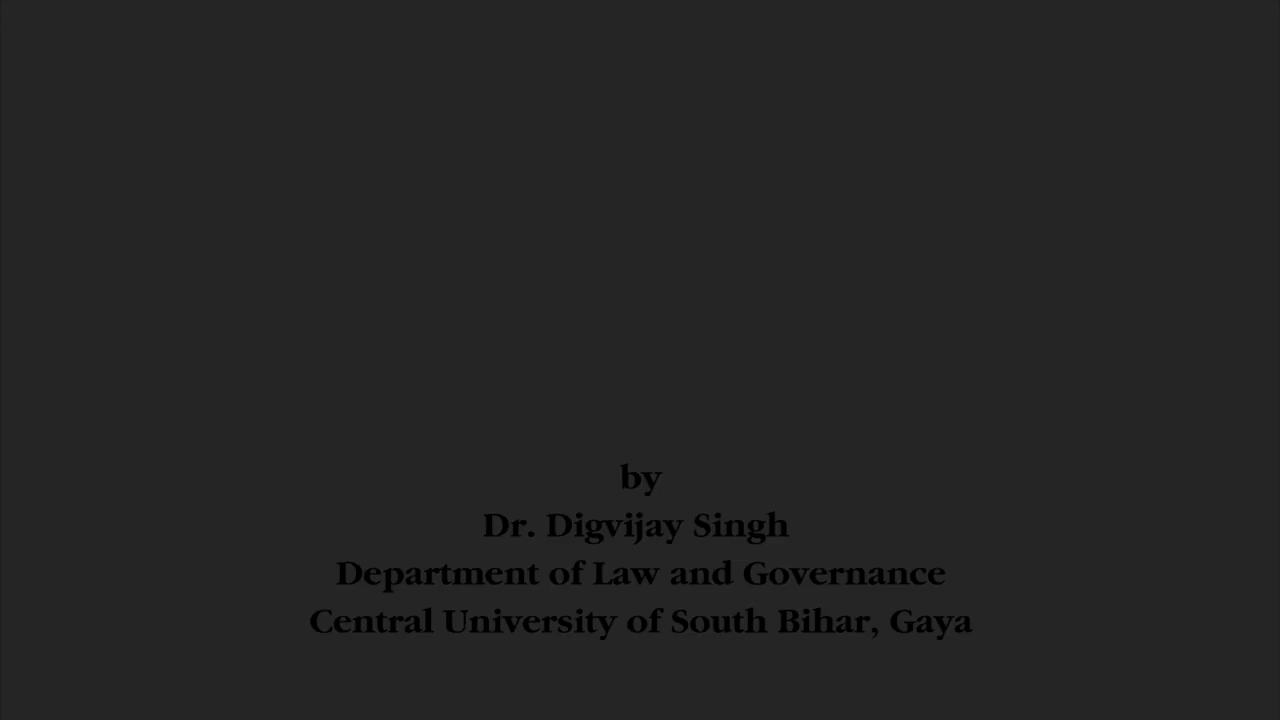 by
Dr. Digvijay Singh
Department of Law and Governance
Central University of South Bihar, Gaya